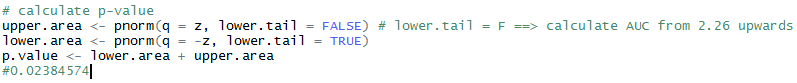 # calculate p-value
upper.area <- pnorm(q = z, lower.tail = FALSE) # lower.tail = F ==> calculate AUC from 2.26 upwards
lower.area <- pnorm(q = -z, lower.tail = TRUE)
p.value <- lower.area + upper.area
#0.02384574